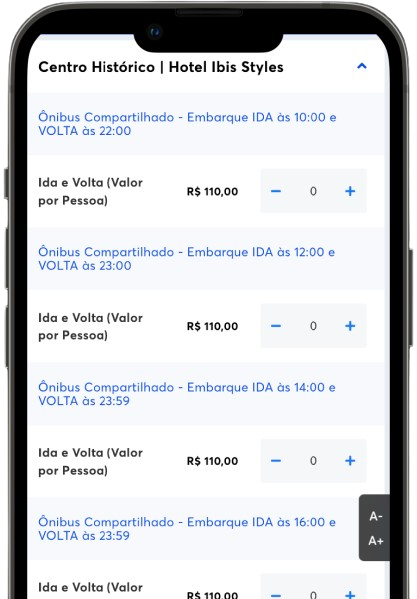 Centro Histórico | Hotel Ibis Styles
Ônibus Compartilhado - Embarque IDA às 10:00 e
VOLTA às 22:00
Ida e Volta (Valor
por Pessoa)
R$ 110,00
− 0 +
Ônibus Compartilhado - Embarque IDA às 12:00 e
VOLTA às 23:00
Ida e Volta (Valor
por Pessoa)
R$ 110,00
− 0 +
Ônibus Compartilhado - Embarque IDA às 14:00 e
VOLTA às 23:59
Ida e Volta (Valor
por Pessoa)
R$ 110,00
− 0 +
A-
A+
Ônibus Compartilhado - Embarque IDA às 16:00 e
VOLTA às 23:59
Ida e Volta (Valor
R$ 110,00
− 0 +